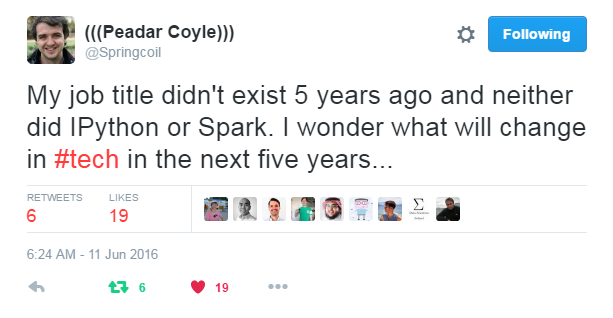 (((Peadar Coyle)))
@Springcoil
Following
My job title didn't exist 5 years ago and neither
did IPython or Spark. I wonder what will change
in #tech in the next five years...
RETWEETS LIKES
6 19
6:24 AM - 11 Jun 2016
6 19